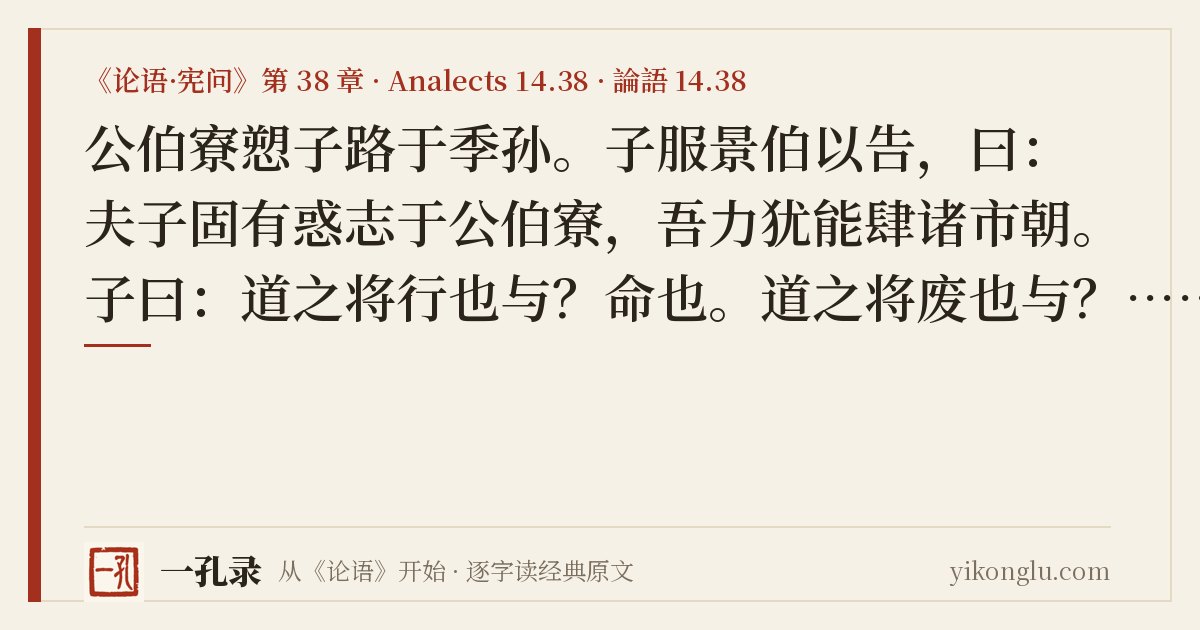 《论语·宪问》第 38 章 · Analects 14.38 · 論語 14.38
公伯寮愬子路于季孙。子服景伯以告，曰：
夫子固有惑志于公伯寮，吾力犹能肆诸市朝。
子曰：道之将行也与？命也。道之将废也与？……
一孔
一孔录 从《论语》开始 · 逐字读经典原文 yikonglu.com